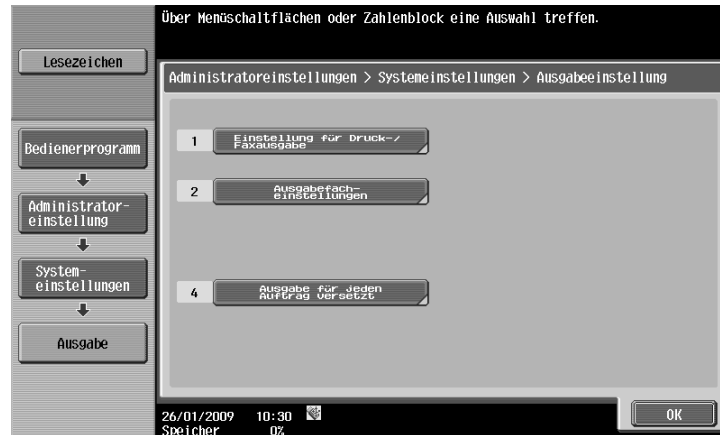 Über Menüschaltflächen oder Zahlenblock eine Auswahl treffen.
Lesezeichen
Administratoreinstellungen > Systemeinstellungen > Ausgabeeinstellung
Bedienerprogramm
Administrator-
einstellung
System-
einstellungen
Ausgabe
1 Einstellung für Druck-/
Faxausgabe
2 Ausgabefach-
einstellungen
4 Ausgabe für jeden
Auftrag versetzt
26/01/2009 10:30
Speicher 0%
OK